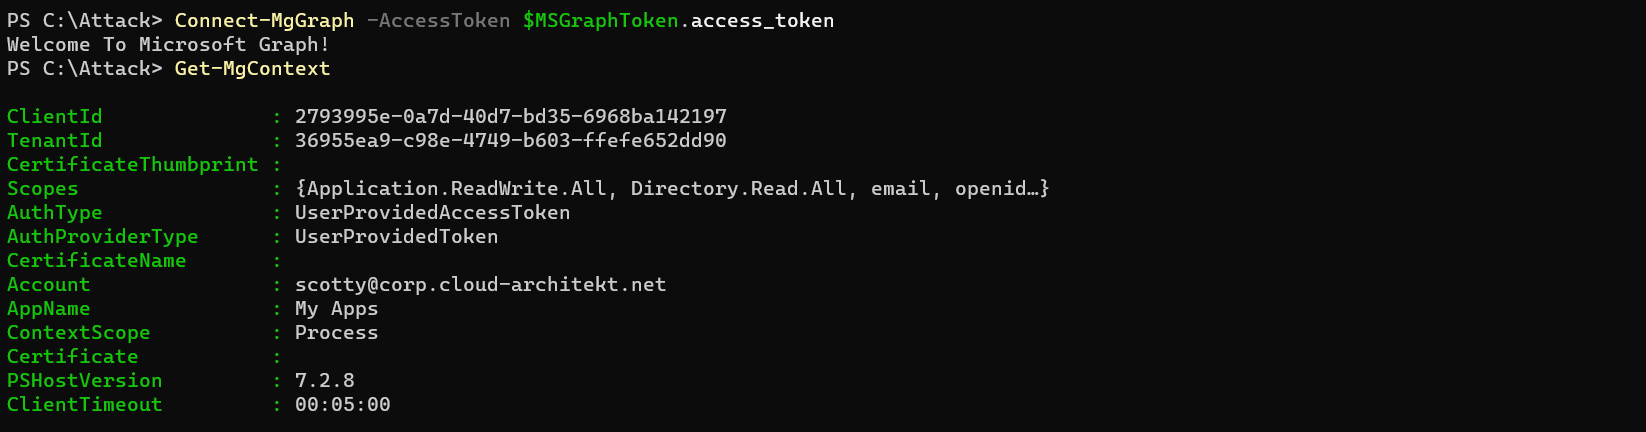 PS C:\Attack> Connect-MgGraph -AccessToken $MSGraphToken.access_token
Welcome To Microsoft Graph!
PS C:\Attack> Get-MgContext
ClientId : 2793995e-0a7d-40d7-bd35-6968ba142197
TenantId : 36955ea9-c98e-4749-b603-ffefe652dd90
CertificateThumbprint :
Scopes : {Application.ReadWrite.All, Directory.Read.All, email, openid…}
AuthType : UserProvidedAccessToken
AuthProviderType : UserProvidedToken
CertificateName :
Account : scotty@corp.cloud-architekt.net
AppName : My Apps
ContextScope : Process
Certificate :
PSHostVersion : 7.2.8
ClientTimeout : 00:05:00